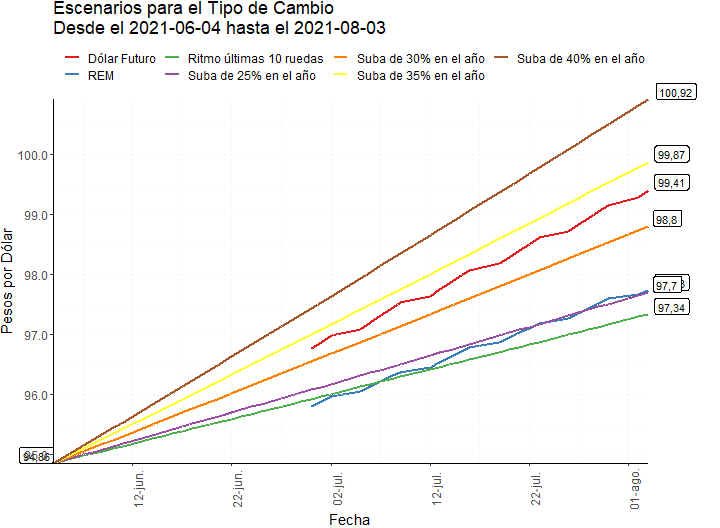 Escenarios para el Tipo de Cambio
Desde el 2021-06-04 hasta el 2021-08-03
Dólar Futuro
Ritmo últimas 10 ruedas
Suba de 30% en el año
Suba de 40% en el año
REM
Suba de 25% en el año
Suba de 35% en el año
100,92
99,87
99,41
98,8
97,7
97,34
100.0
99.0
98.0
97.0
96.0
94,86
Pesos por Dólar
12-jun.
22-jun.
02-jul.
12-jul.
22-jul.
01-ago.
Fecha